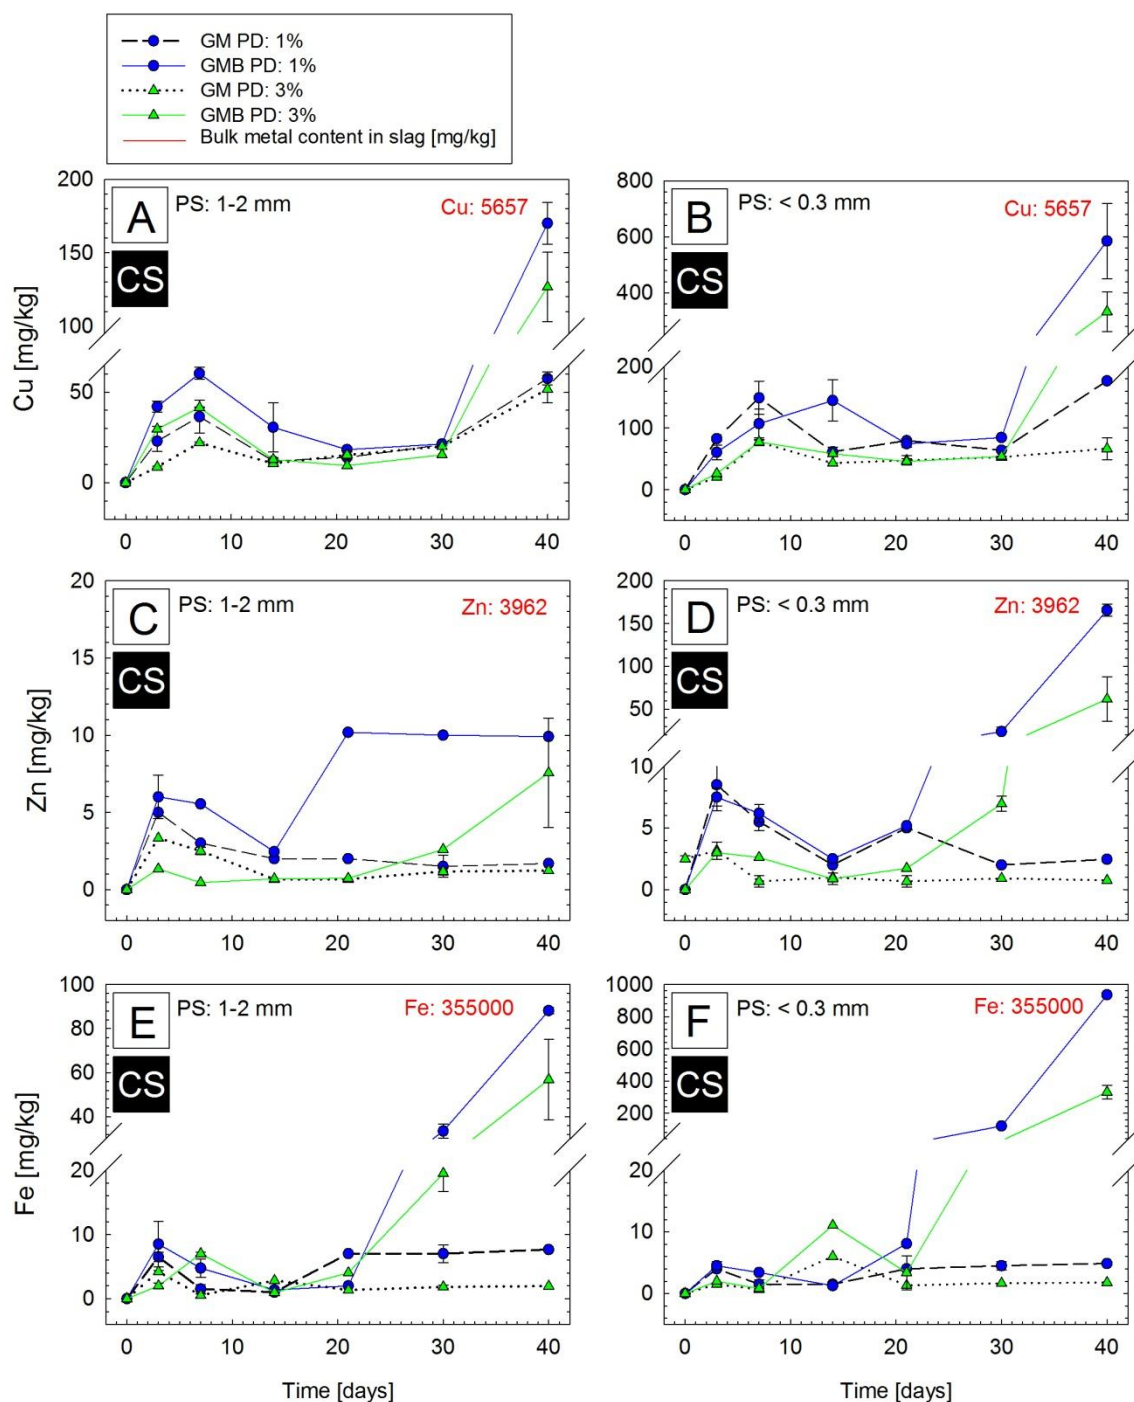 GM PD: 1%
GMB PD: 1%
GM PD: 3%
GMB PD: 3%
Bulk metal content in slag [mg/kg]
A
PS: 1-2 mm
Cu: 5657
CS
200
150
100
50
0
Cu [mg/kg]
0 10 20 30 40
B
PS: < 0.3 mm
Cu: 5657
CS
800
600
400
200
100
0
0 10 20 30 40
C
PS: 1-2 mm
Zn: 3962
CS
20
15
10
5
0
Zn [mg/kg]
0 10 20 30 40
D
PS: < 0.3 mm
Zn: 3962
CS
200
150
100
50
10
5
0
0 10 20 30 40
E
PS: 1-2 mm
Fe: 355000
CS
100
80
60
40
20
10
0
Fe [mg/kg]
0 10 20 30 40
Time [days]
F
PS: < 0.3 mm
Fe: 355000
CS
1000
800
600
400
200
20
10
0
0 10 20 30 40
Time [days]